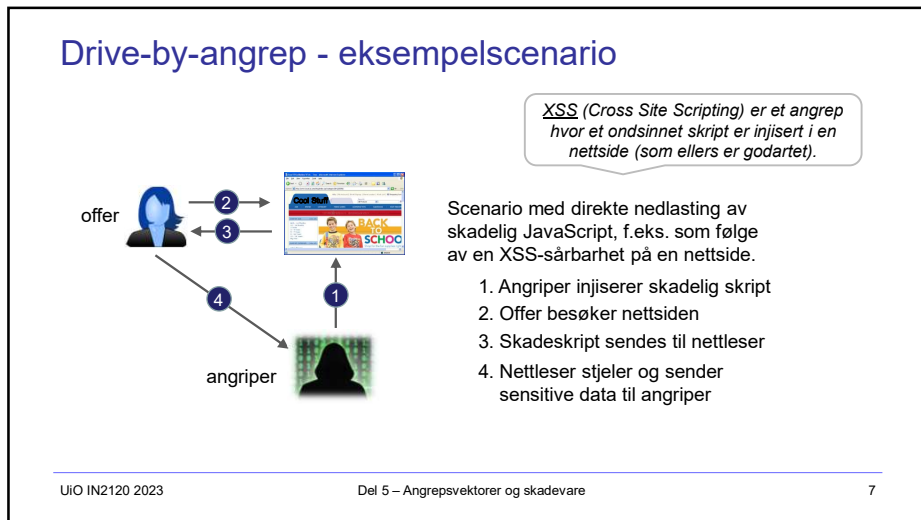 Drive-by-angrep - eksempelscenario
XSS (Cross Site Scripting) er et angrep
hvor et ondsinnet skript er injisert i en
nettside (som ellers er godartet).
offer
2
3
Cool Stuff
BACK
TO
SCHOO
4
1
angriper
Scenario med direkte nedlasting av
skadelig JavaScript, f.eks. som følge
av en XSS-sårbarhet på en nettside.
1. Angriper injiserer skadelig skript
2. Offer besøker nettsiden
3. Skadeskript sendes til nettleser
4. Nettleser stjeler og sender
sensitive data til angriper
UiO IN2120 2023
Del 5 – Angrepsvektorer og skadevare
7